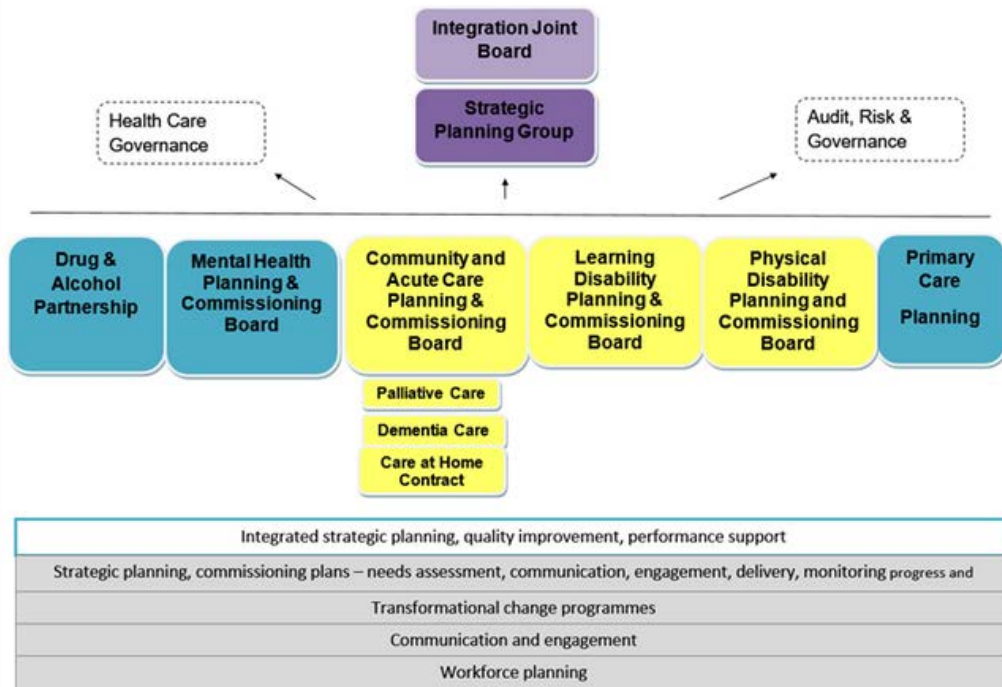 Integration Joint
Board
Strategic
Planning Group
Health Care
Governance
Audit, Risk &
Governance
Drug &
Alcohol
Partnership
Mental Health
Planning &
Commissioning
Board
Community and
Acute Care
Planning &
Commissioning
Board
Learning
Disability
Planning &
Commissioning
Board
Physical
Disability
Planning and
Commissioning
Board
Primary
Care
Planning
Palliative Care
Dementia Care
Care at Home
Contract
Integrated strategic planning, quality improvement, performance support
Strategic planning, commissioning plans – needs assessment, communication, engagement, delivery, monitoring progress and
Transformational change programmes
Communication and engagement
Workforce planning